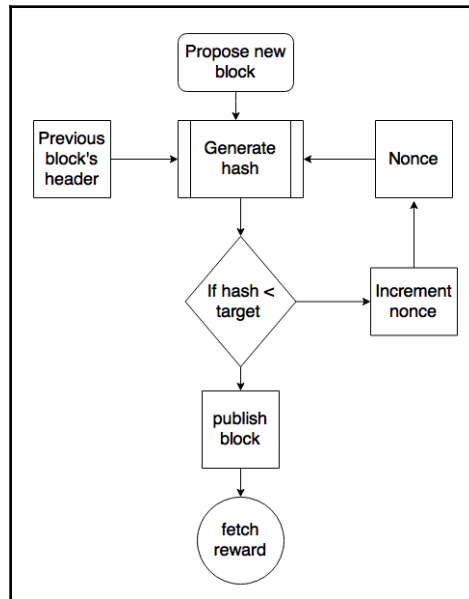 Propose new
block
Previous
block's
header
Generate
hash
Nonce
If hash <
target
Increment
nonce
publish
block
fetch
reward